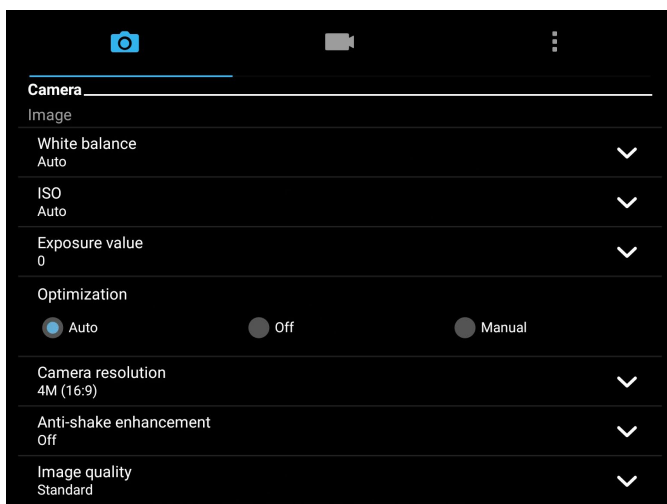 Camera
Image
White balance
Auto
ISO
Auto
Exposure value
0
Optimization
Auto Off Manual
Camera resolution
4M (16:9)
Anti-shake enhancement
Off
Image quality
Standard